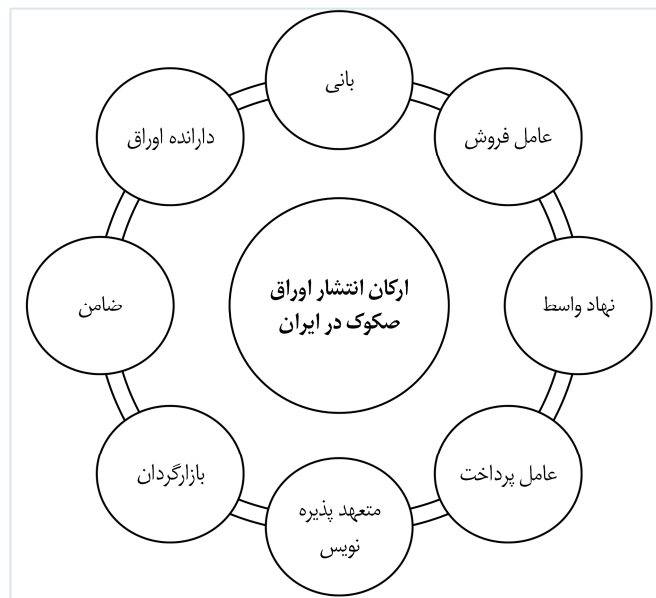 بانی
عامل فروش
نهاد واسط
عامل پرداخت
متعهد پذیره
نویس
بازارگردان
ضامن
دارانده اوراق
ارکان انتشار اوراق
صکوک در ایران